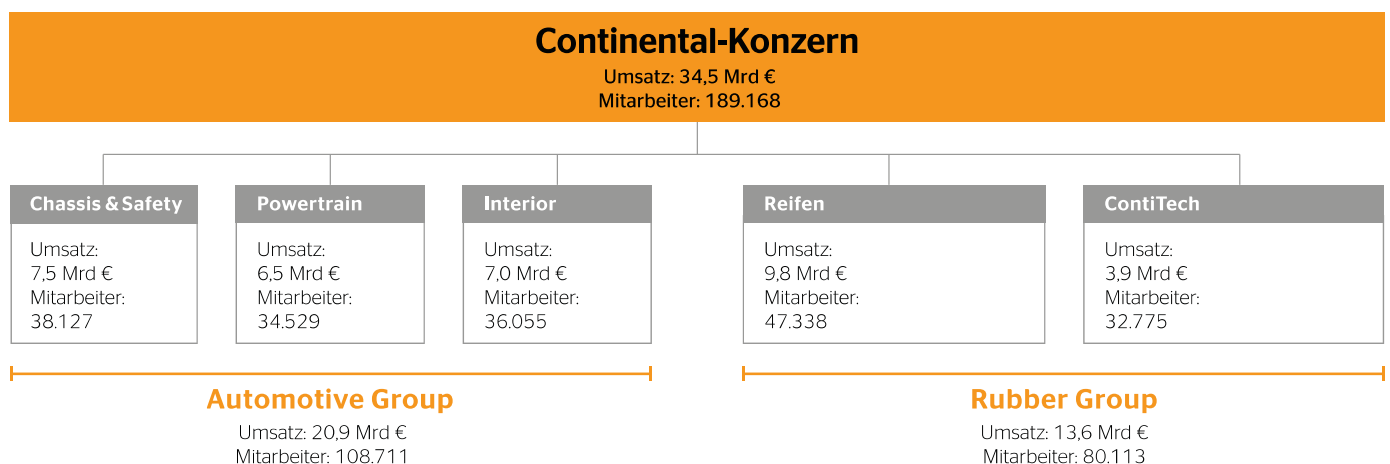 Continental-Konzern
Umsatz: 34,5 Mrd €
Mitarbeiter: 189.168
Chassis & Safety
Umsatz:
7,5 Mrd €
Mitarbeiter:
38.127
Powertrain
Umsatz:
6,5 Mrd €
Mitarbeiter:
34.529
Interior
Umsatz:
7,0 Mrd €
Mitarbeiter:
36.055
Reifen
Umsatz:
9,8 Mrd €
Mitarbeiter:
47.338
ContiTech
Umsatz:
3,9 Mrd €
Mitarbeiter:
32.775
Automotive Group
Umsatz: 20,9 Mrd €
Mitarbeiter: 108.711
Rubber Group
Umsatz: 13,6 Mrd €
Mitarbeiter: 80.113